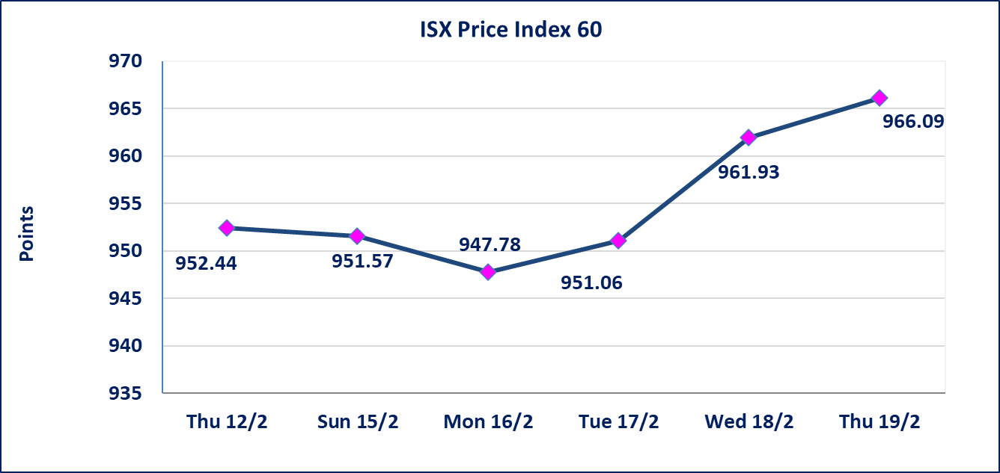 ISX Price Index 60
Points
970
965
960
955
950
945
940
935
952.44
951.57
947.78
951.06
961.93
966.09
Thu 12/2
Sun 15/2
Mon 16/2
Tue 17/2
Wed 18/2
Thu 19/2